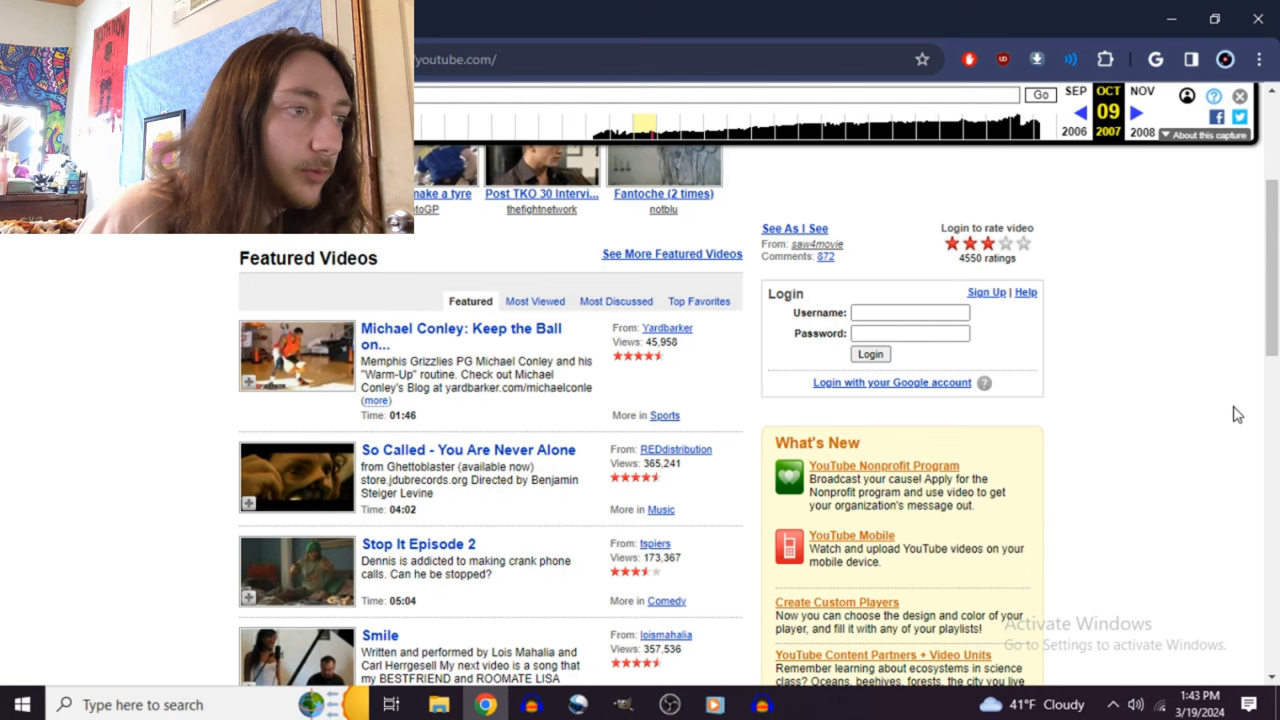 youtube.com/
Go
SEP
OCT
NOV
09
2006
2007
2008
About this capture
make a tyre
Post TKO 30 Intervi...
Fantoche (2 times)
toGP
thefightnetwork
notblu
See As I See
From: saw4movie
Comments: 872
Login to rate video
4550 ratings
Featured Videos
See More Featured Videos
Featured
Most Viewed
Most Discussed
Top Favorites
Michael Conley: Keep the Ball
on...
Memphis Grizzlies PG Michael Conley and his
"Warm-Up" routine. Check out Michael
Conley's Blog at yardbarker.com/michaelconle
(more)
Time: 01:46
From: Yardbarker
Views: 45,958
More in Sports
So Called - You Are Never Alone
from Ghettoblaster (available now)
store.jdubrecords.org Directed by Benjamin
Steiger Levine
Time: 04:02
From: REDdistribution
Views: 365,241
More in Music
Stop It Episode 2
Dennis is addicted to making crank phone
calls. Can he be stopped?
Time: 05:04
From: tspiers
Views: 173,367
More in Comedy
Smile
Written and performed by Lois Mahalia and
Carl Herrgesell My next video is a song that
my BESTFRIEND and ROOMATE LISA
From: loismahalia
Views: 357,536
Login
Sign Up | Help
Username:
Password:
Login
Login with your Google account
What's New
YouTube Nonprofit Program
Broadcast your cause! Apply for the
Nonprofit program and use video to get
your organization's message out.
YouTube Mobile
Watch and upload YouTube videos on your
mobile device.
Create Custom Players
Now you can choose the design and color of your
player, and fill it with any of your playlists!
YouTube Content Partners + Video Units
Remember learning about ecosystems in science
class? Oceans, beehives, forests, the city you live
Activate Windows
Go to Settings to activate Windows.
Type here to search
41°F Cloudy
1:43 PM
3/19/2024